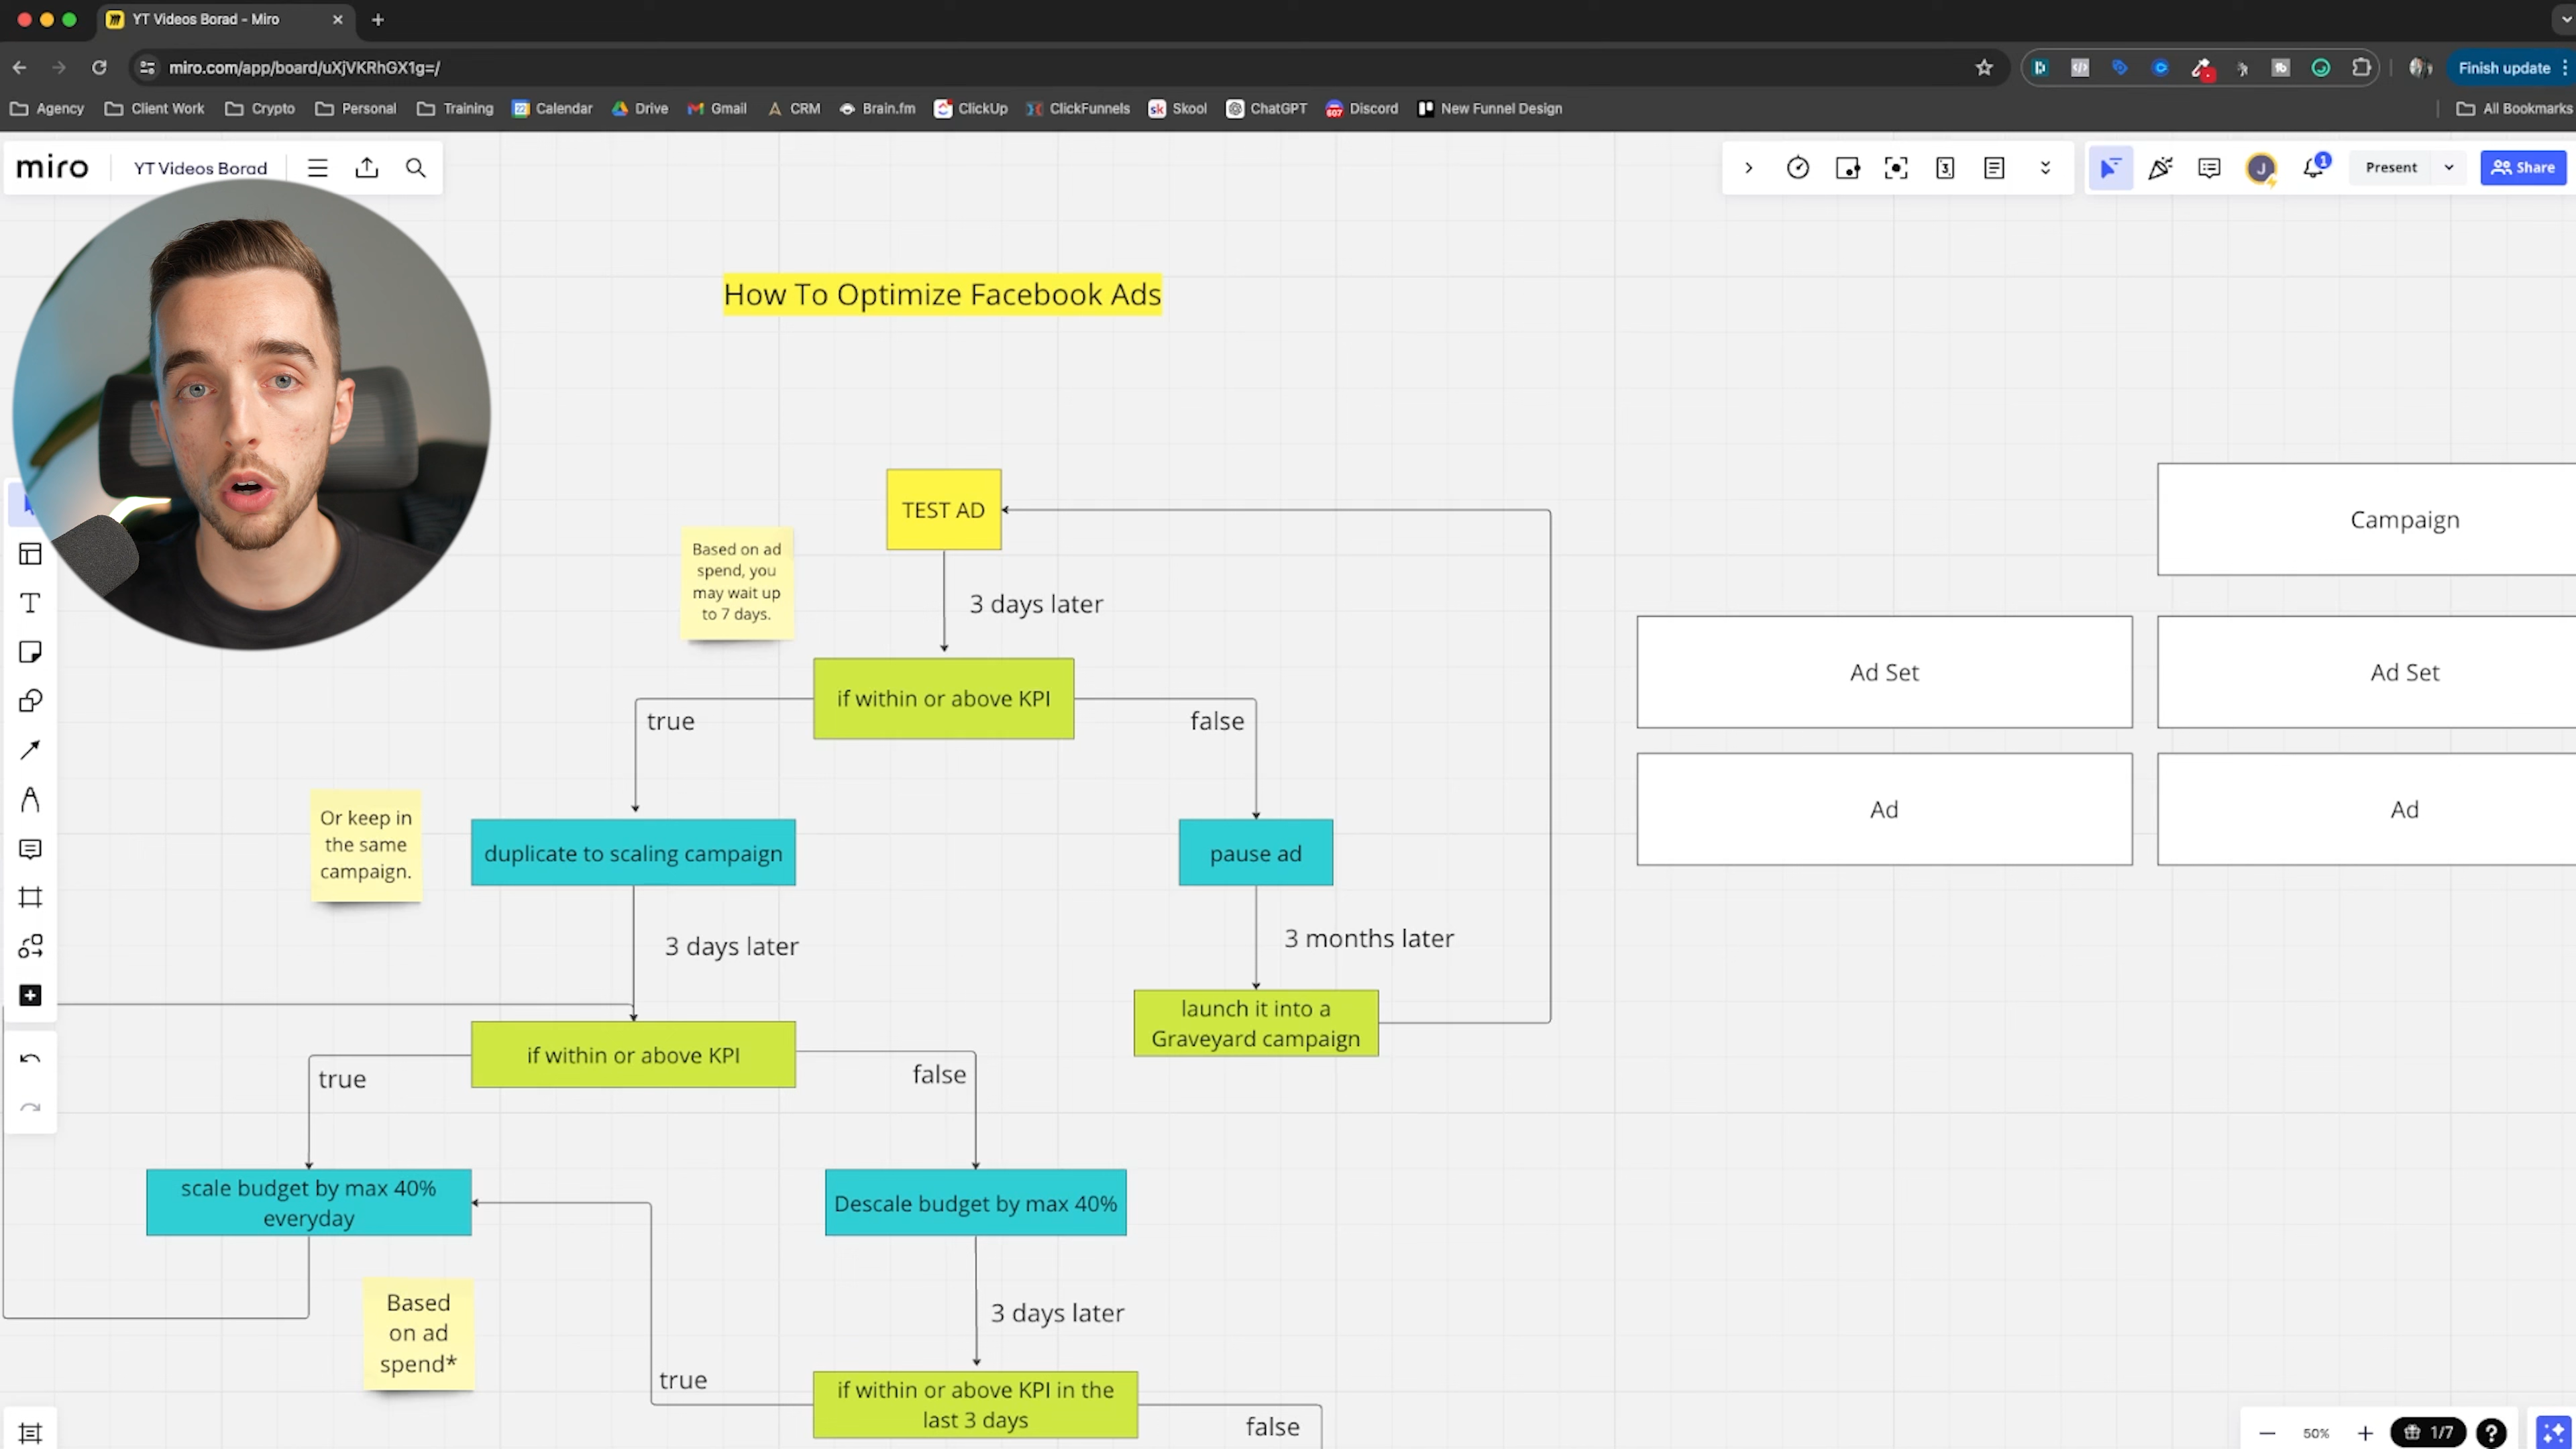 YT Videos Borad - Miro
miro.com/app/board/uXjVKRhGX1g=/
Finish update
Agency
Client Work
Crypto
Personal
Training
Calendar
Drive
Gmail
CRM
Brain.fm
ClickUp
ClickFunnels
Skool
ChatGPT
Discord
New Funnel Design
All Bookmarks
miro
YT Videos Borad
3
J
1
Present
Share
How To Optimize Facebook Ads
TEST AD
Based on ad
spend, you
may wait up
to 7 days.
3 days later
if within or above KPI
true
false
Or keep in
the same
campaign.
duplicate to scaling campaign
pause ad
3 days later
3 months later
launch it into a
Graveyard campaign
if within or above KPI
true
false
scale budget by max 40%
everyday
Descale budget by max 40%
Based
on ad
spend*
3 days later
true
if within or above KPI in the
last 3 days
false
Campaign
Ad Set
Ad Set
Ad
Ad
50%
1/7
?